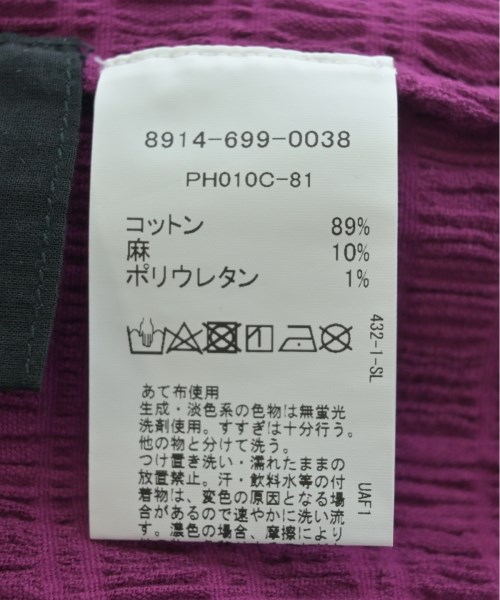 8914-699-0038
PH010C-81
コットン 89%
麻 10%
ポリウレタン 1%
あて布使用
生成・淡色系の色物は無蛍光
洗剤使用。すすぎは十分行う。
他の物と分けて洗う。
つけ置き洗い・濡れたままの
放置禁止。汗・飲料水等の付
着物は、変色の原因となる場
合があるので速やかに洗い流
す。濃色の場合、摩擦により
432-1-SL
UAF1